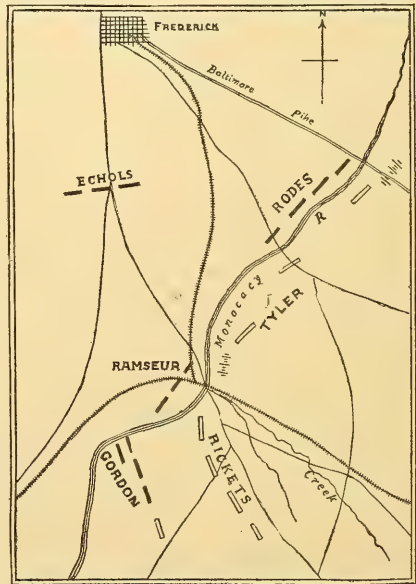 FREDERICK
N
Baltimore
Pike
ECHOLS
RODES
R
Monocacy
TYLER
RAMSEUR
RICKETS
GORDON
Creek